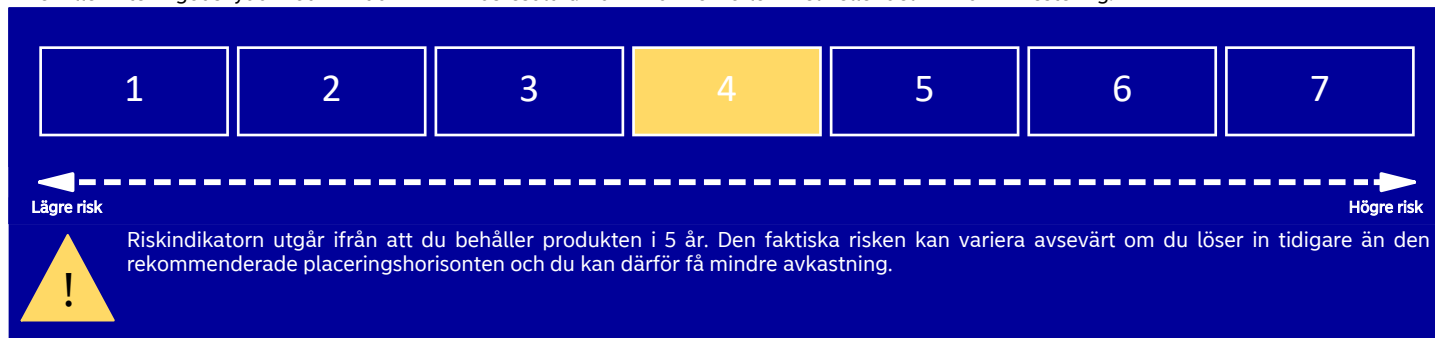 1 2 3 4 5 6 7
Lägre risk Högre risk
Riskindikatorn utgår ifrån att du behåller produkten i 5 år. Den faktiska risken kan variera avsevärt om du löser in tidigare än den
rekommenderade placeringshorisonten och du kan därför få mindre avkastning.
!